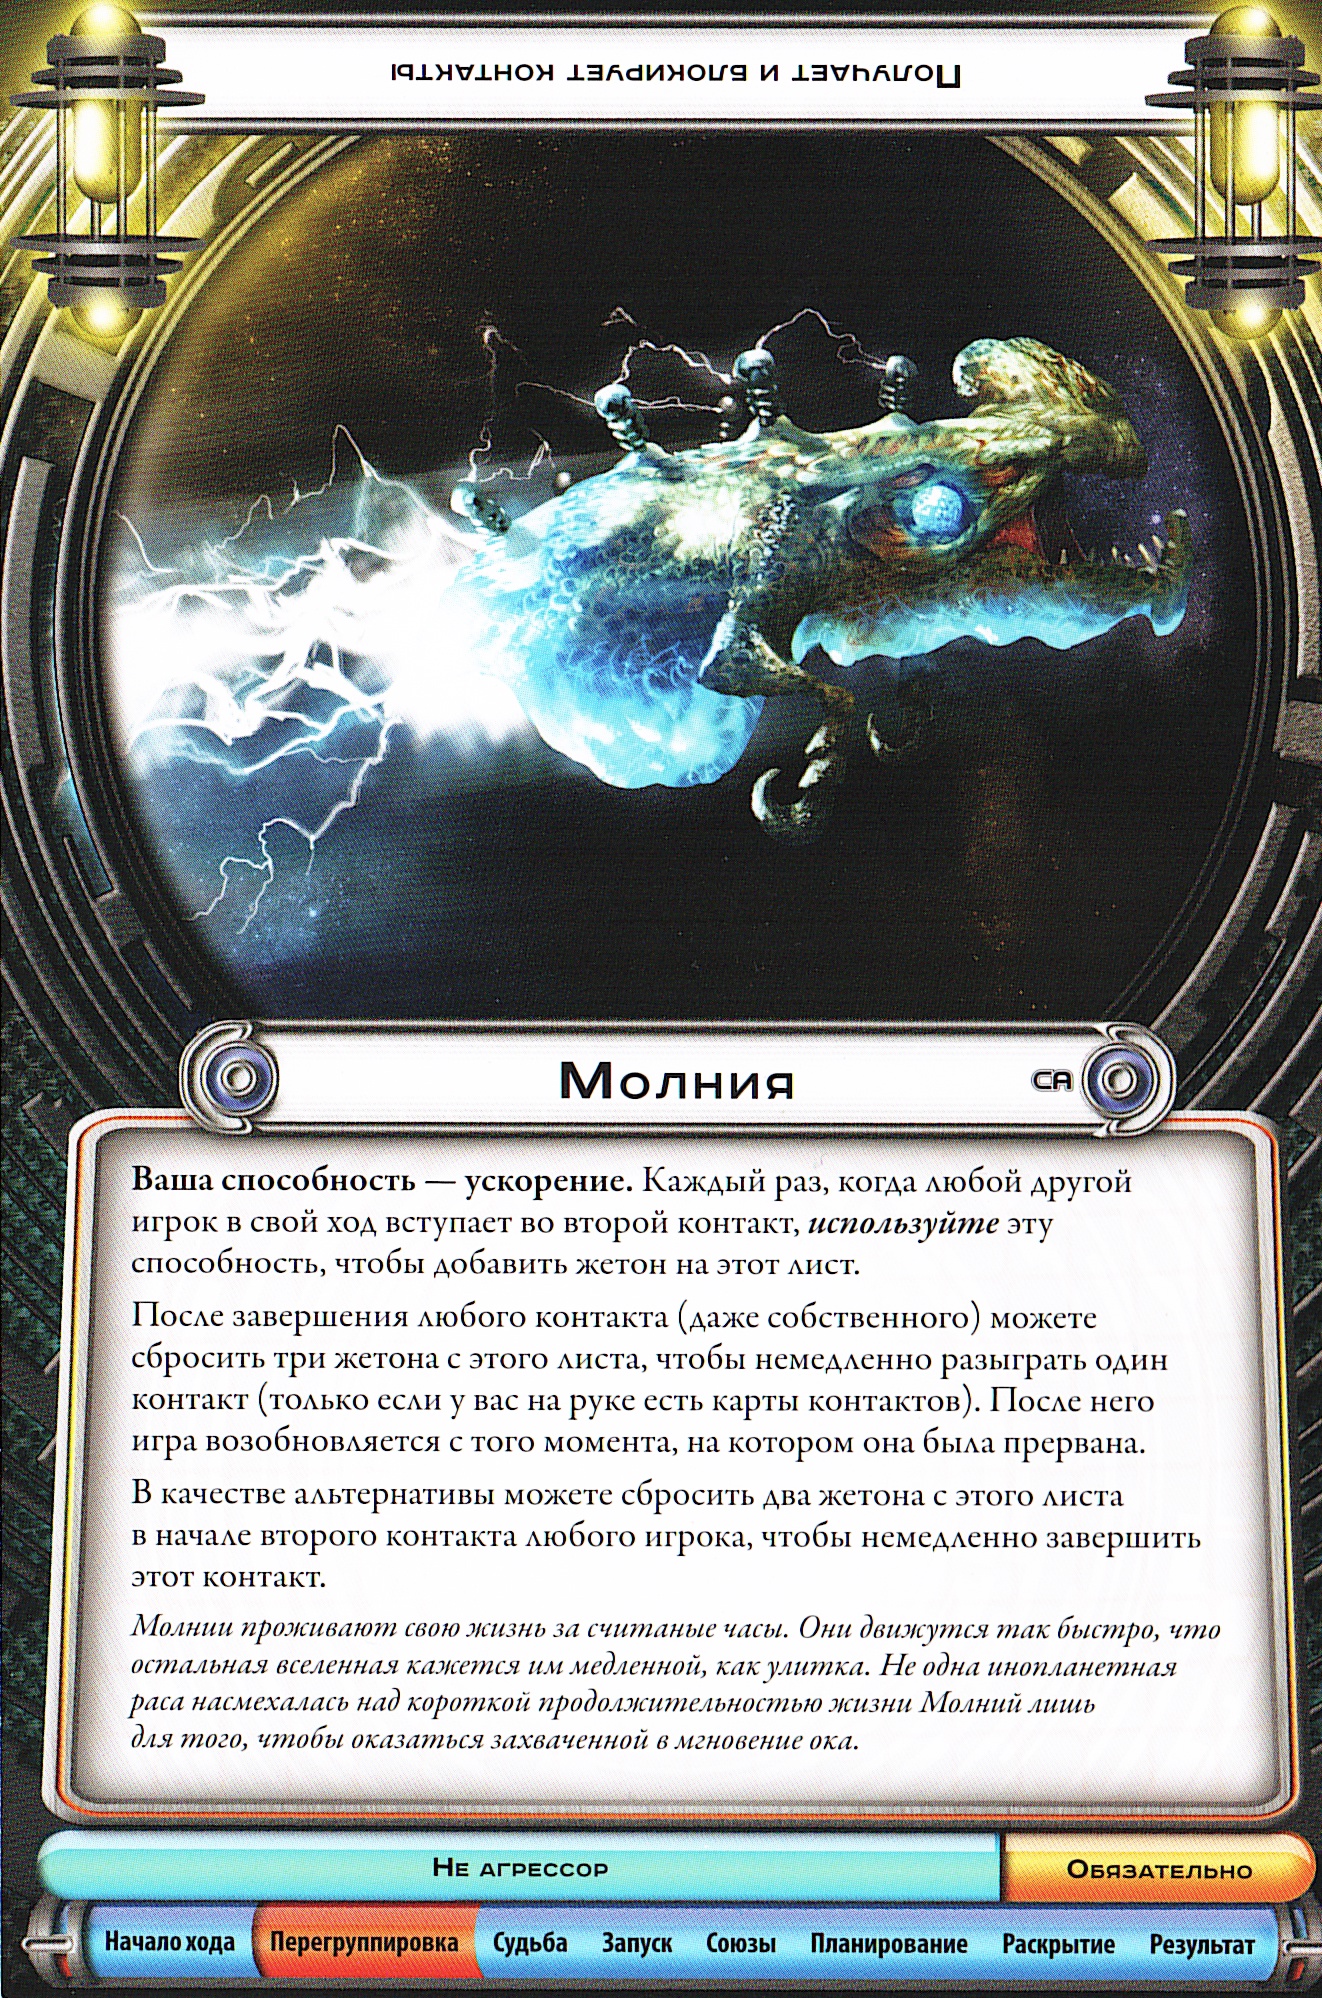 Получает и блокирует контакты
Молния
CA
Ваша способность — ускорение. Каждый раз, когда любой другой
игрок в свой ход вступает во второй контакт, используйте эту
способность, чтобы добавить жетон на этот лист.
После завершения любого контакта (даже собственного) можете
сбросить три жетона с этого листа, чтобы немедленно разыграть один
контакт (только если у вас на руке есть карты контактов). После него
игра возобновляется с того момента, на котором она была прервана.
В качестве альтернативы можете сбросить два жетона с этого листа
в начале второго контакта любого игрока, чтобы немедленно завершить
этот контакт.
Молнии проживают свою жизнь за считаные часы. Они движутся так быстро, что
остальная вселенная кажется им медленной, как улитка. Не одна инопланетная
раса насмехалась над короткой продолжительностью жизни Молний лишь
для того, чтобы оказаться захваченной в мгновение ока.
Не агрессор Обязательно
Начало хода Перегруппировка Судьба Запуск Союзы Планирование Раскрытие Результат